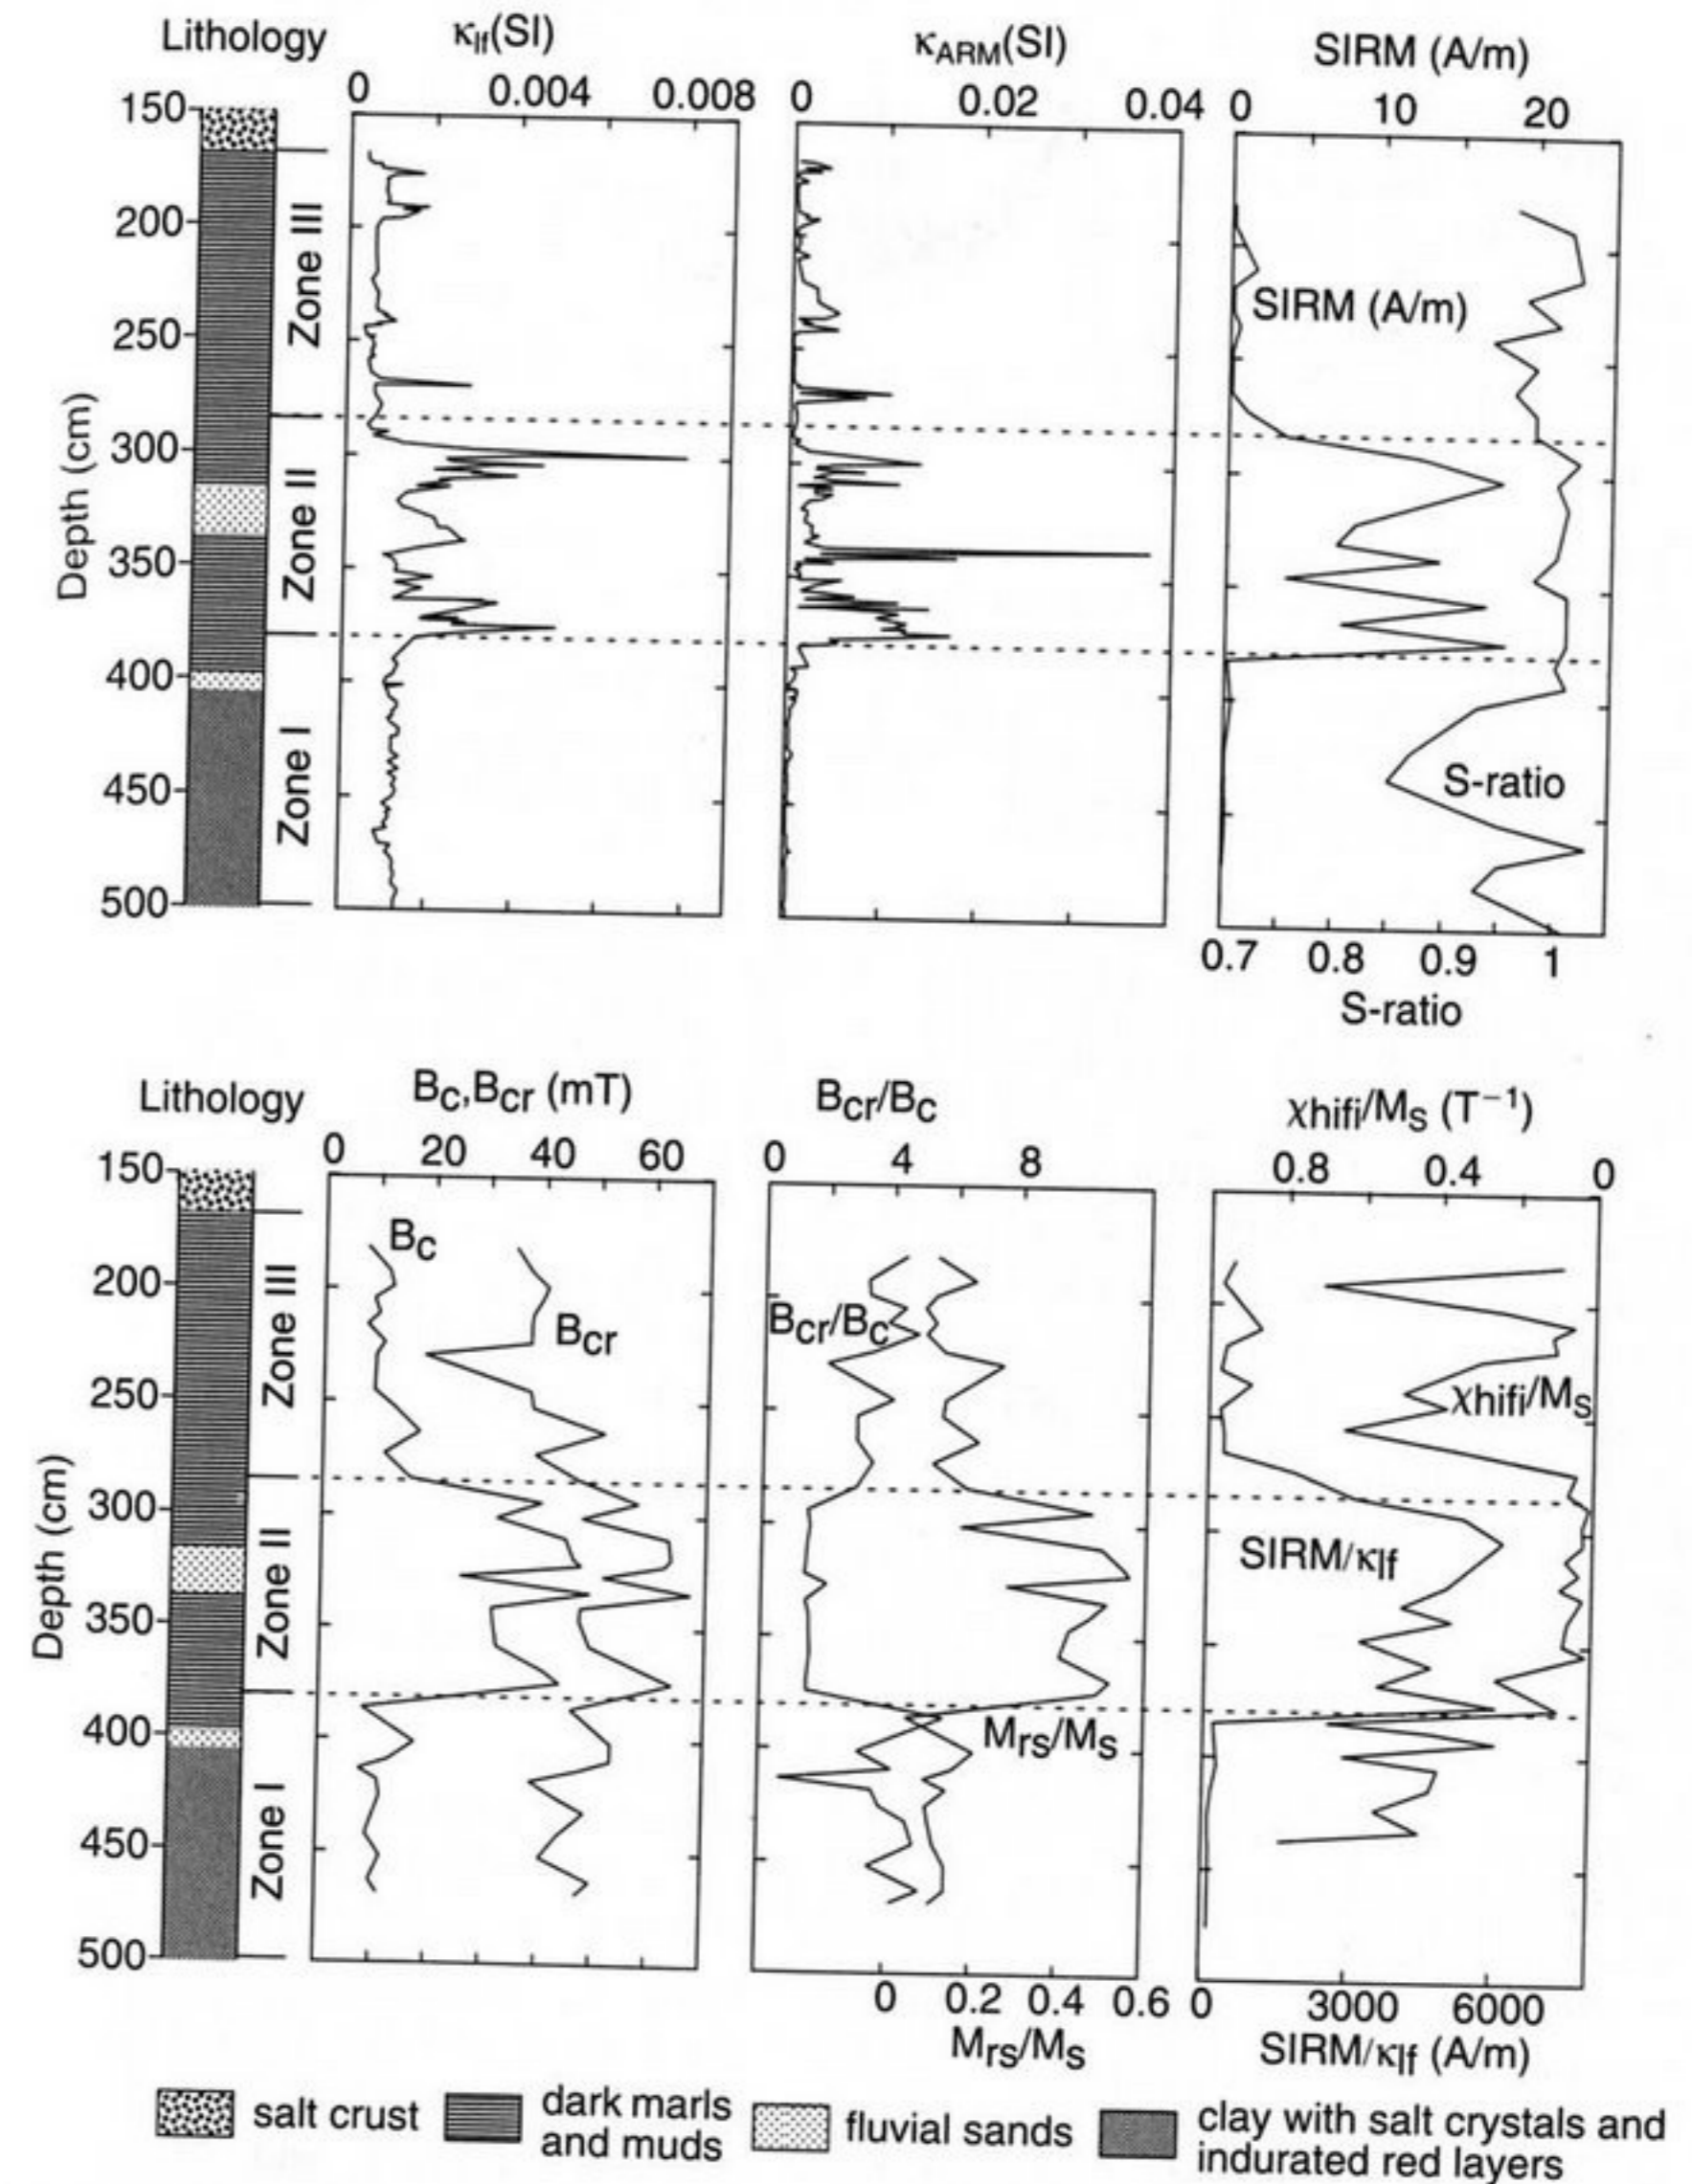 Lithology
κlf(SI)
κARM(SI)
SIRM (A/m)
0 0.004 0.008
0 0.02 0.04
0 10 20
150
200
250
300
350
400
450
500
Depth (cm)
Zone III
Zone II
Zone I
SIRM (A/m)
S-ratio
0.7 0.8 0.9 1
S-ratio
Lithology
Bc,Bcr (mT)
Bcr/Bc
χhifi/Ms (T⁻¹)
0 20 40 60
0 4 8
0.8 0.4 0
150
200
250
300
350
400
450
500
Depth (cm)
Zone III
Zone II
Zone I
Bc
Bcr
Bcr/Bc
Mrs/Ms
χhifi/Ms
SIRM/κlf
0 0.2 0.4 0.6
Mrs/Ms
0 3000 6000
SIRM/κlf (A/m)
salt crust
dark marls
and muds
fluvial sands
clay with salt crystals and
indurated red layers